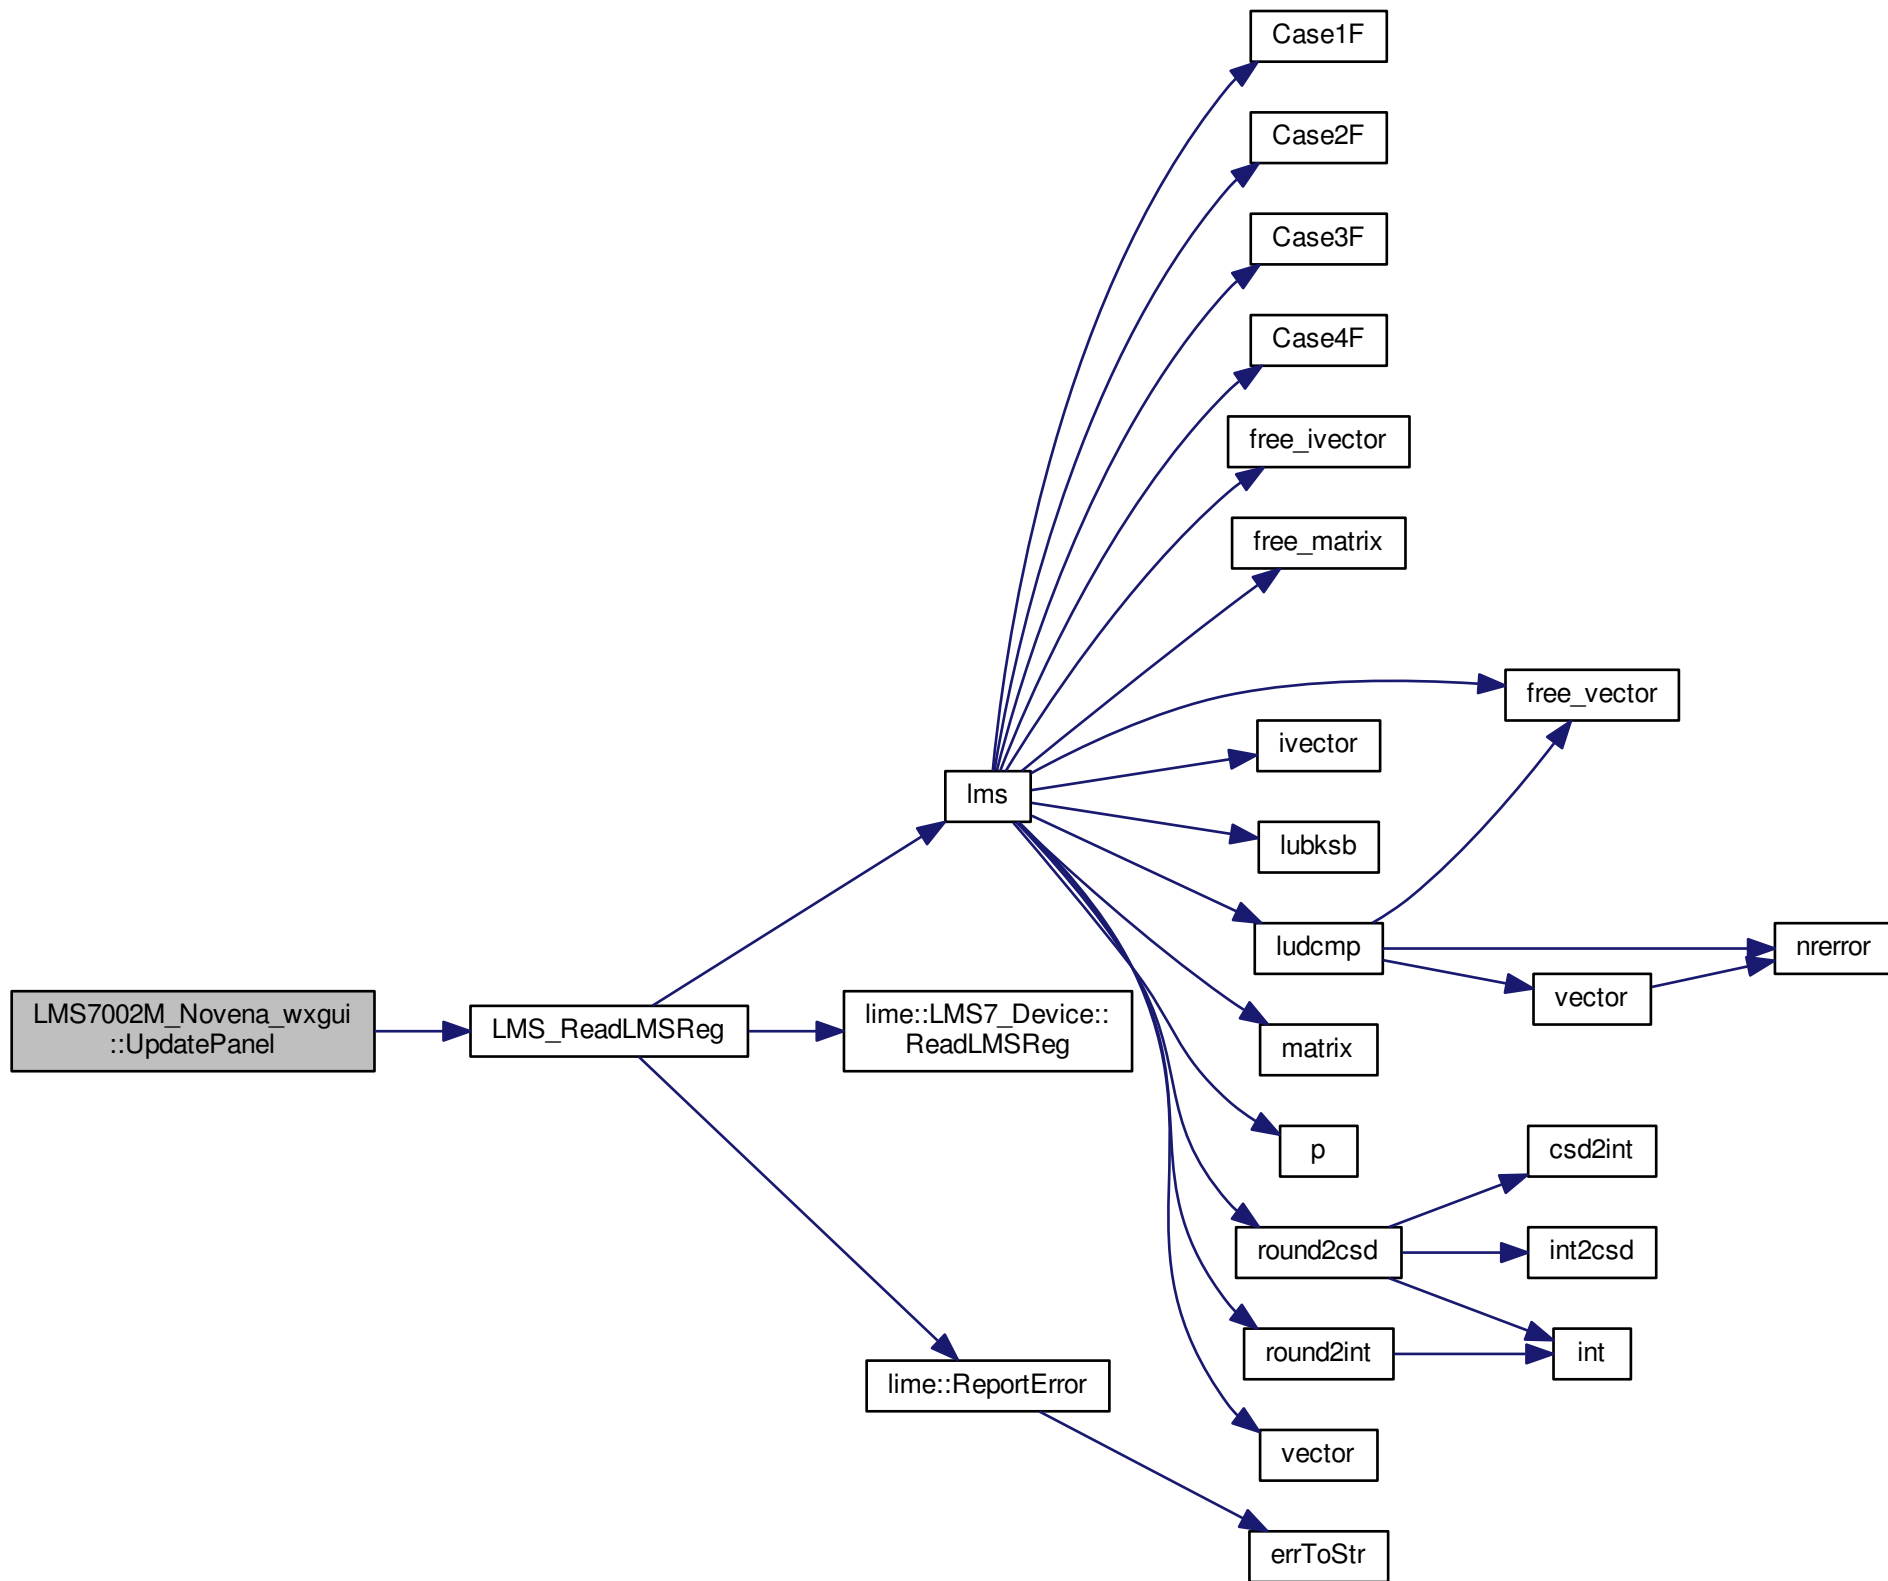 Case1F
Case2F
Case3F
Case4F
free_ivector
free_matrix
free_vector
ivector
lms
lubksb
ludcmp
nrerror
vector
LMS7002M_Novena_wxgui
::UpdatePanel
LMS_ReadLMSReg
lime::LMS7_Device::
ReadLMSReg
matrix
p
csd2int
round2csd
int2csd
round2int
int
lime::ReportError
vector
errToStr